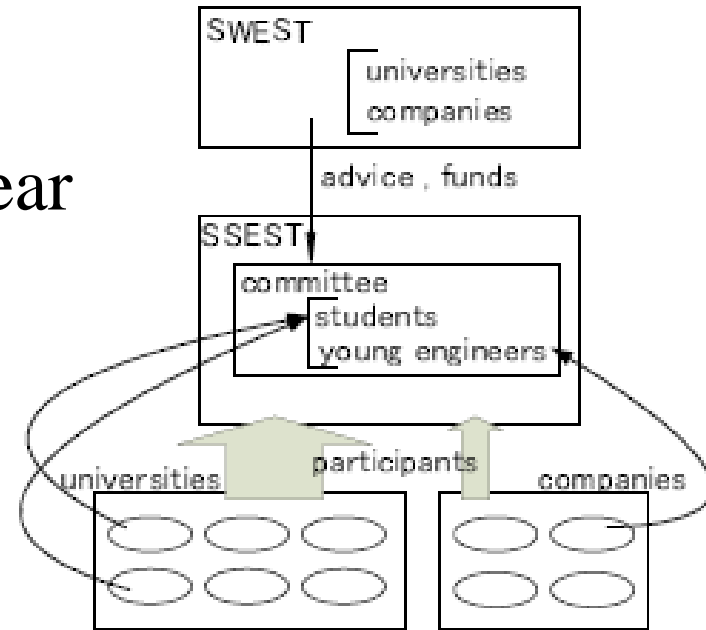 SWEST
universities
companies
advice , funds
ear
SSEST
committee
students
young engineers
participants
universities
companies